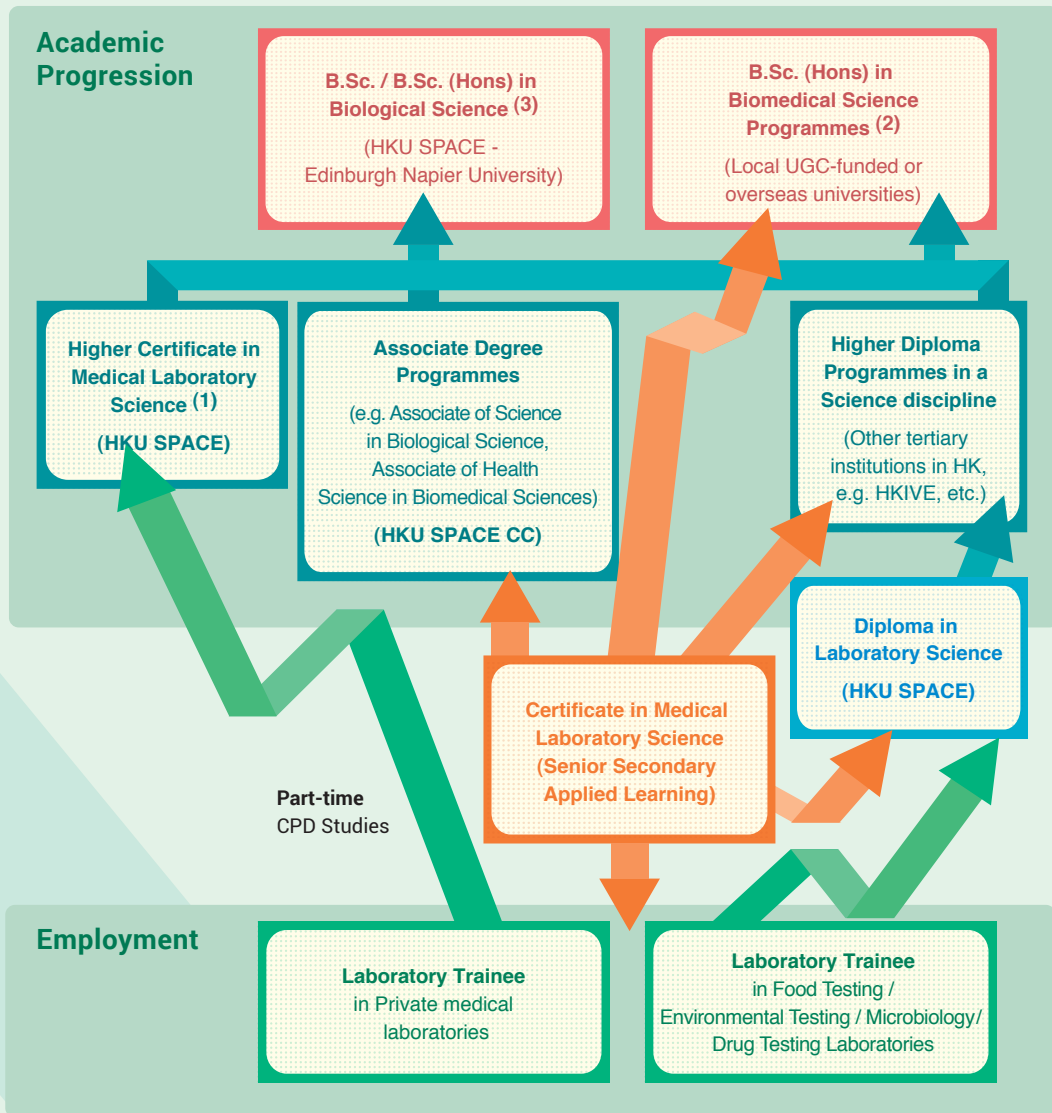 Academic
Progression
B.Sc. / B.Sc. (Hons) in
Biological Science (3)
(HKU SPACE -
Edinburgh Napier University)
B.Sc. (Hons) in
Biomedical Science
Programmes (2)
(Local UGC-funded or
overseas universities)
Higher Certificate in
Medical Laboratory
Science (1)
(HKU SPACE)
Associate Degree
Programmes
(e.g. Associate of Science
in Biological Science,
Associate of Health
Science in Biomedical Sciences)
(HKU SPACE CC)
Higher Diploma
Programmes in a
Science discipline
(Other tertiary
institutions in HK,
e.g. HKIVE, etc.)
Diploma in
Laboratory Science
(HKU SPACE)
Certificate in Medical
Laboratory Science
(Senior Secondary
Applied Learning)
Part-time
CPD Studies
Employment
Laboratory Trainee
in Private medical
laboratories
Laboratory Trainee
in Food Testing /
Environmental Testing / Microbiology/
Drug Testing Laboratories